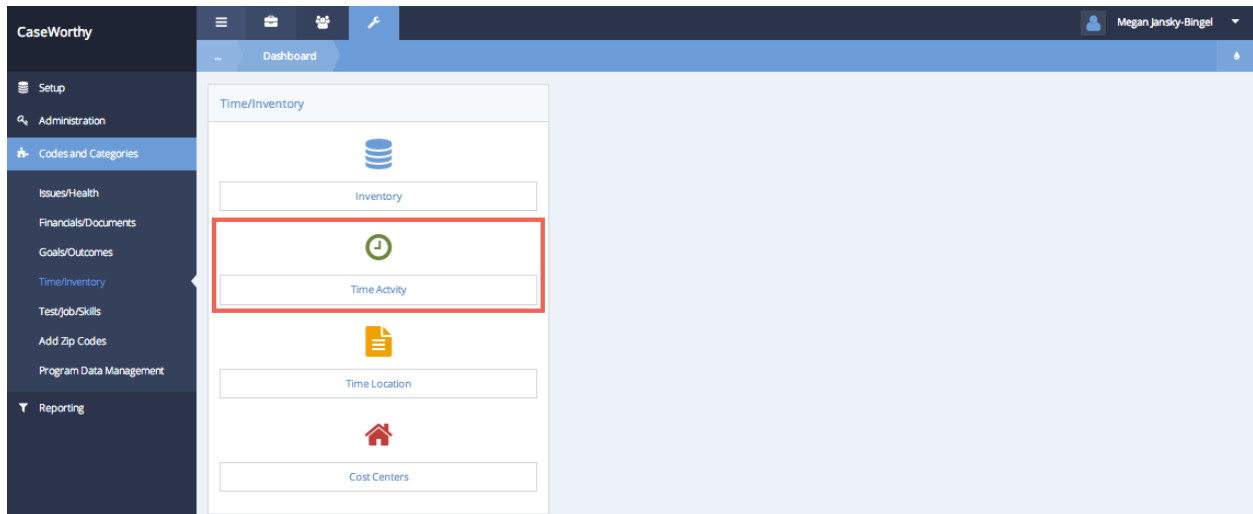 CaseWorthy
Megan Jansky-Bingel
... Dashboard
Setup
Administration
Codes and Categories
Issues/Health
Financials/Documents
Goals/Outcomes
Time/Inventory
Test/Job/Skills
Add Zip Codes
Program Data Management
Reporting
Time/Inventory
Inventory
Time Actvity
Time Location
Cost Centers